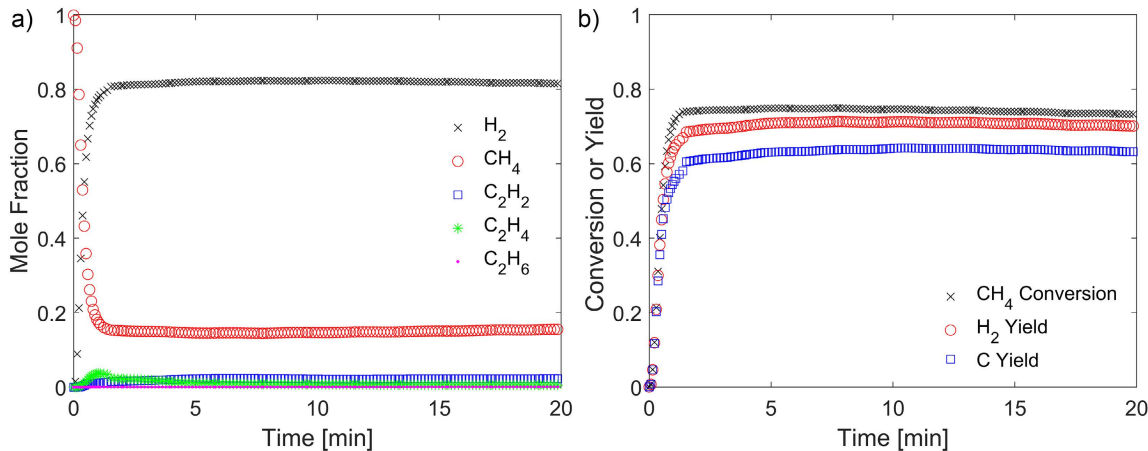 a)
1
0.8
0.6
0.4
0.2
0
Mole Fraction
H₂
CH₄
C₂H₂
C₂H₄
C₂H₆
0 5 10 15 20
Time [min]
b)
1
0.8
0.6
0.4
0.2
0
Conversion or Yield
CH₄ Conversion
H₂ Yield
C Yield
0 5 10 15 20
Time [min]